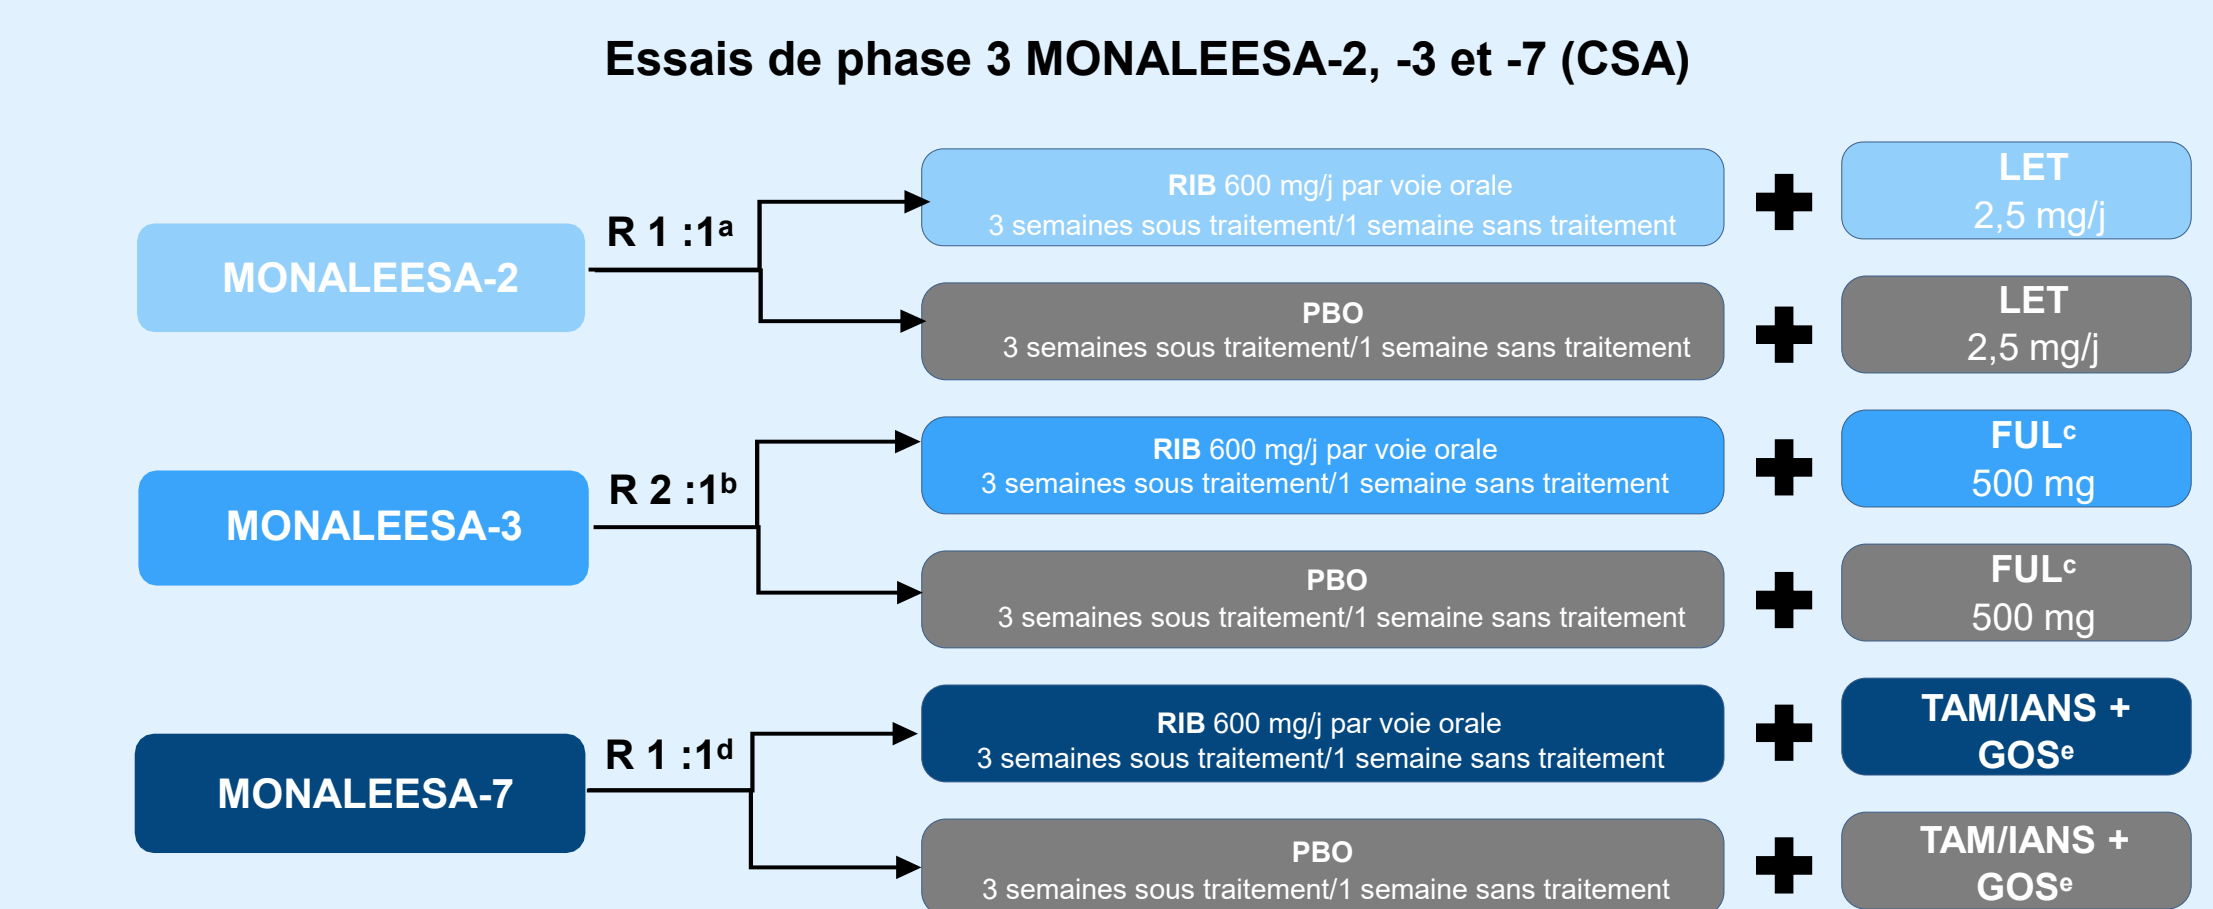 Essais de phase 3 MONALEESA-2, -3 et -7 (CSA)
MONALEESA-2
R 1 :1ᵃ
RIB 600 mg/j par voie orale
3 semaines sous traitement/1 semaine sans traitement
LET
2,5 mg/j
PBO
3 semaines sous traitement/1 semaine sans traitement
LET
2,5 mg/j
MONALEESA-3
R 2 :1ᵇ
RIB 600 mg/j par voie orale
3 semaines sous traitement/1 semaine sans traitement
FULᶜ
500 mg
PBO
3 semaines sous traitement/1 semaine sans traitement
FULᶜ
500 mg
MONALEESA-7
R 1 :1ᵈ
RIB 600 mg/j par voie orale
3 semaines sous traitement/1 semaine sans traitement
TAM/IANS +
GOSᵉ
PBO
3 semaines sous traitement/1 semaine sans traitement
TAM/IANS +
GOSᵉ